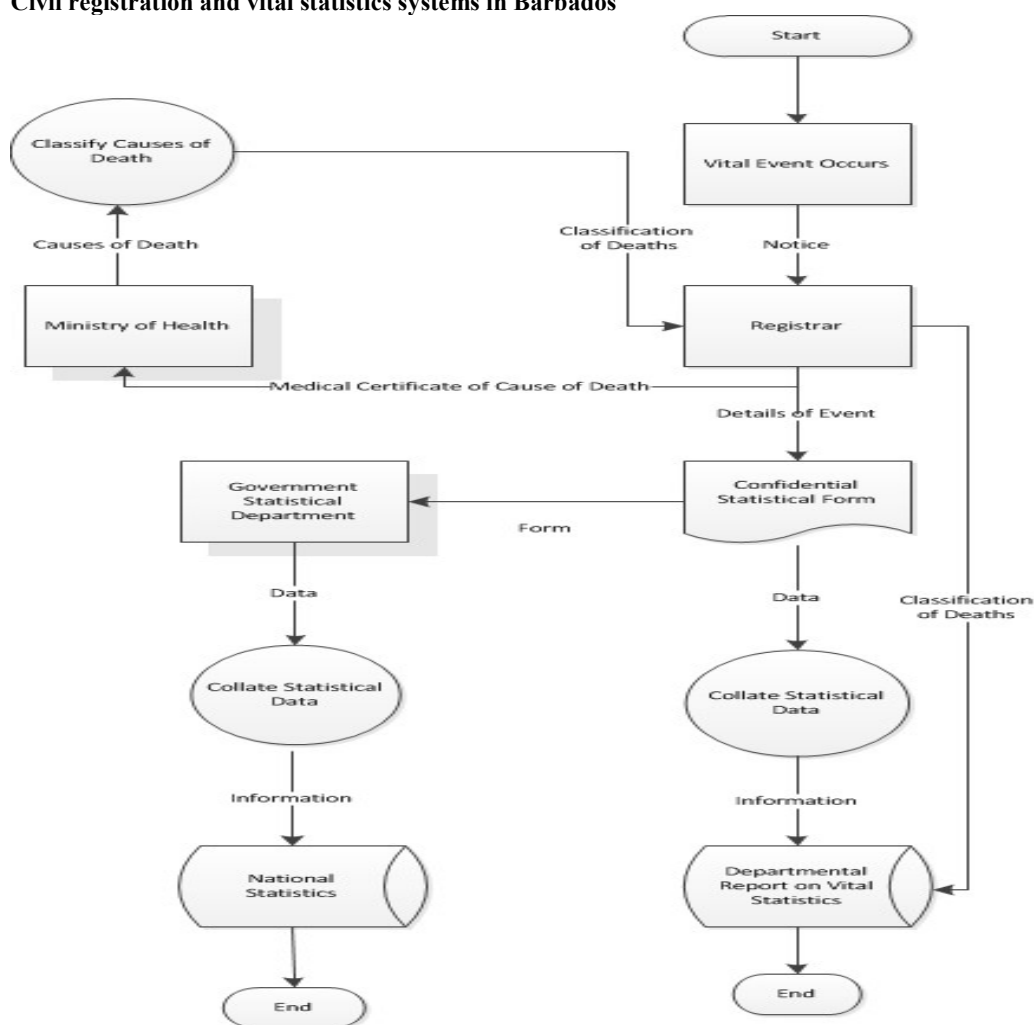 Civil registration and vital statistics systems in Barbados
Start
Classify Causes of
Death
Vital Event Occurs
Causes of Death
Classification
of Deaths
Notice
Ministry of Health
Registrar
Medical Certificate of Cause of Death
Details of Event
Government
Statistical
Department
Confidential
Statistical Form
Form
Data
Data
Classification
of Deaths
Collate Statistical
Data
Collate Statistical
Data
Information
Information
National
Statistics
Departmental
Report on Vital
Statistics
End
End